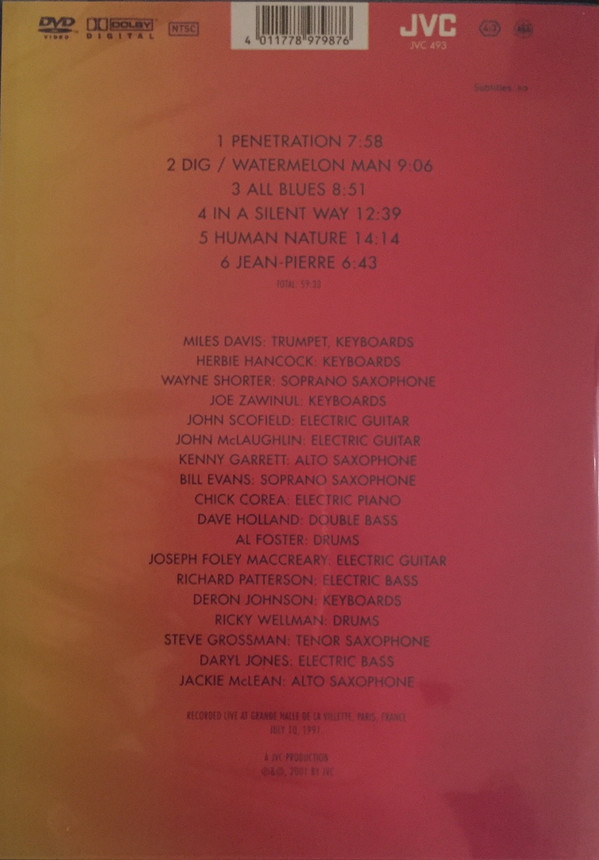 DVD VIDEO
DOLBY DIGITAL
NTSC
4 011778 979876
JVC
JVC 493
1 PENETRATION 7:58
2 DIG / WATERMELON MAN 9:06
3 ALL BLUES 8:51
4 IN A SILENT WAY 12:39
5 HUMAN NATURE 14:14
6 JEAN-PIERRE 6:43
TOTAL:
MILES DAVIS: TRUMPET, KEYBOARDS
HERBIE HANCOCK: KEYBOARDS
WAYNE SHORTER: SOPRANO SAXOPHONE
JOE ZAWINUL: KEYBOARDS
JOHN SCOFIELD: ELECTRIC GUITAR
JOHN McLAUGHLIN: ELECTRIC GUITAR
KENNY GARRETT: ALTO SAXOPHONE
BILL EVANS: SOPRANO SAXOPHONE
CHICK COREA: ELECTRIC PIANO
DAVE HOLLAND: DOUBLE BASS
AL FOSTER: DRUMS
JOSEPH FOLEY MACCREARY: ELECTRIC GUITAR
RICHARD PATTERSON: ELECTRIC BASS
DERON JOHNSON: KEYBOARDS
RICKY WELLMAN: DRUMS
STEVE GROSSMAN: TENOR SAXOPHONE
DARYL JONES: ELECTRIC BASS
JACKIE McLEAN: ALTO SAXOPHONE
RECORDED LIVE AT GRANDE HALLE DE LA VILLETTE, PARIS, FRANCE
JULY 10,
A JVC PRODUCTION
2001 BY JVC